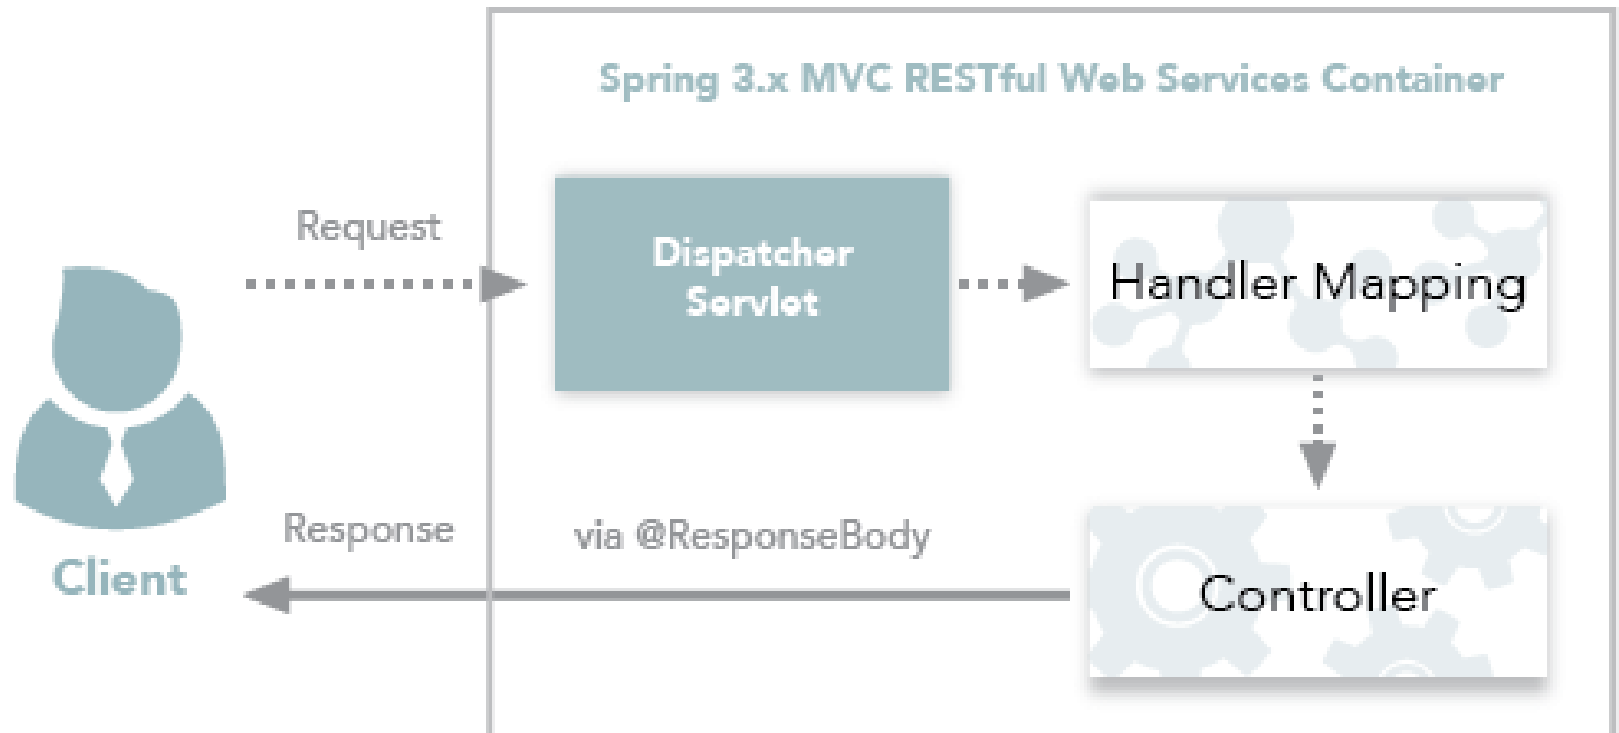 Spring 3.x MVC RESTful Web Services Container
Request
Dispatcher
Servlet
Handler Mapping
Response
via @ResponseBody
Client
Controller